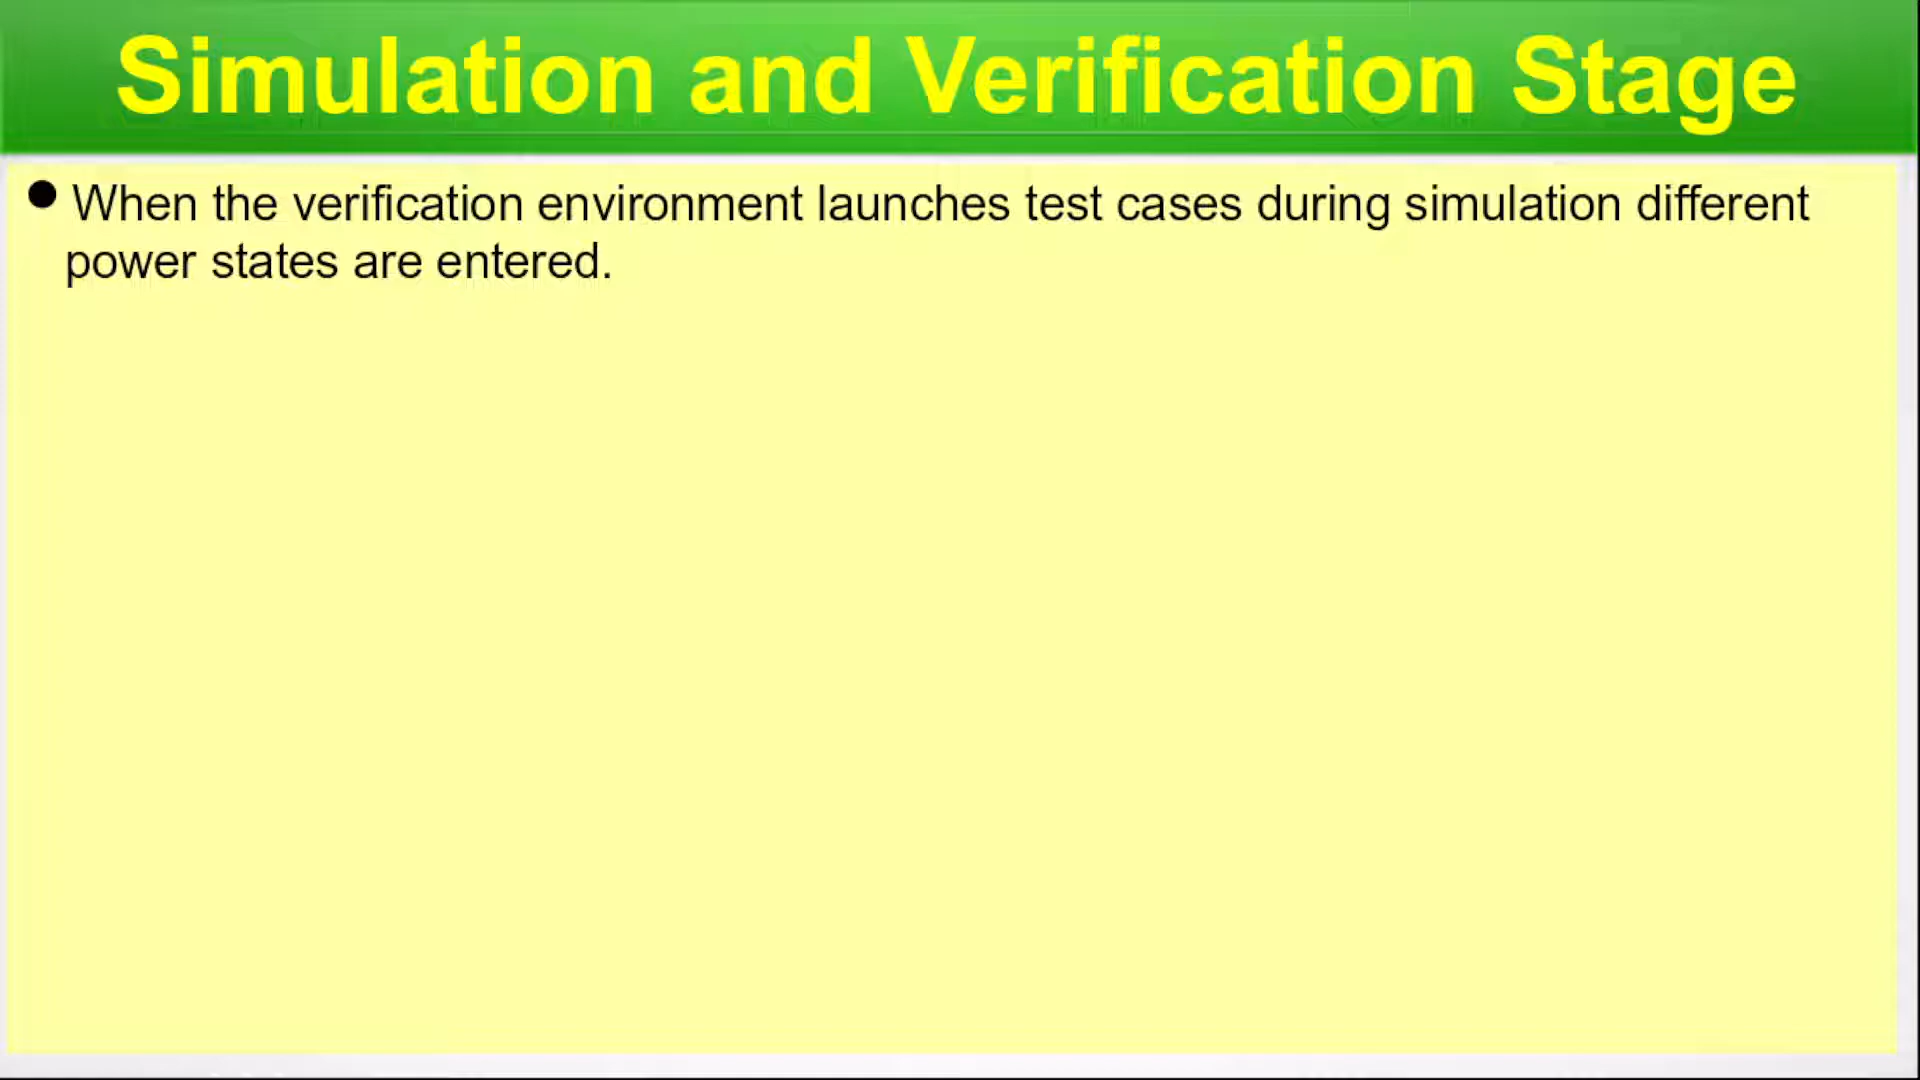 Simulation and Verification Stage
● When the verification environment launches test cases during simulation different
power states are entered.